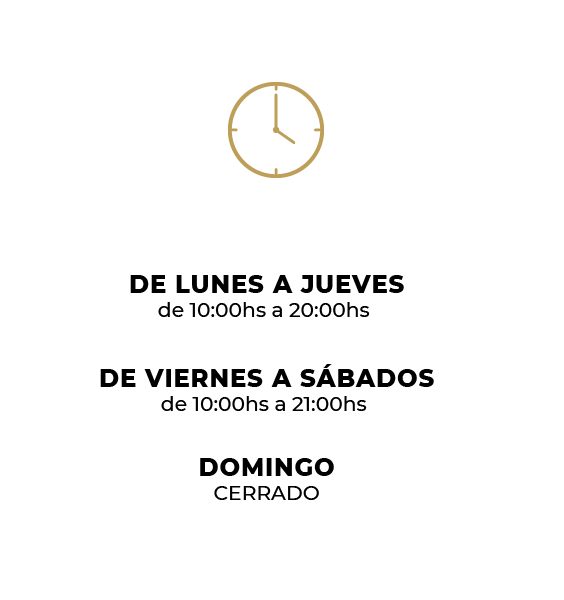 DE LUNES A JUEVES
de 10:00hs a 20:00hs
DE VIERNES A SÁBADOS
de 10:00hs a 21:00hs
DOMINGO
CERRADO